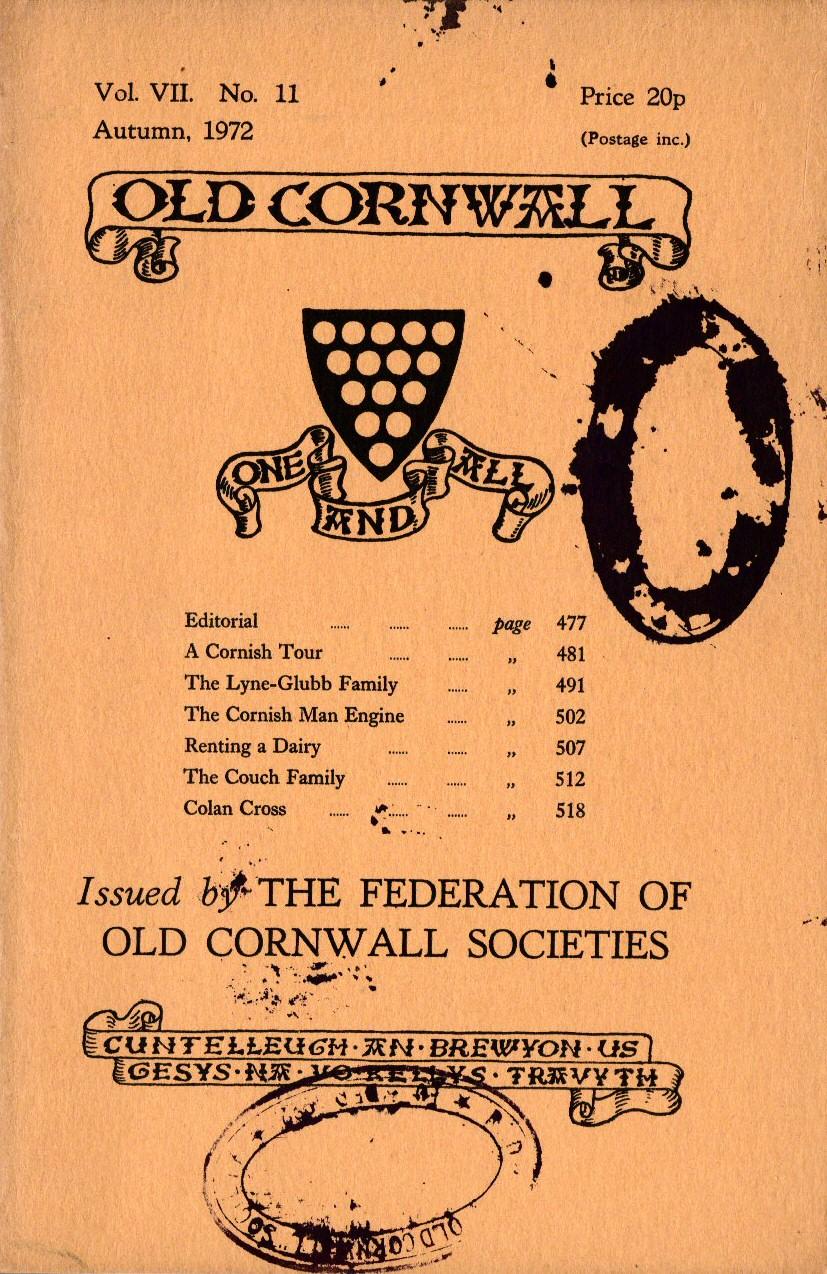 Vol. VII. No. 11
Price 20p
Autumn, 1972
(Postage inc.)
OLD CORNWALL
ONE AND ALL
Editorial ...... ...... ...... page 477
A Cornish Tour ...... ...... „ 481
The Lyne-Glubb Family ...... „ 491
The Cornish Man Engine ...... „ 502
Renting a Dairy ...... ...... „ 507
The Couch Family ...... ...... „ 512
Colan Cross ...... ...... ...... „ 518
Issued by THE FEDERATION OF
OLD CORNWALL SOCIETIES
CUNTELLEUGH · AN · BREWYON · US
GESYS · NA · VO · KELLYS · TRAVYTH
OLD CORNWALL SOC